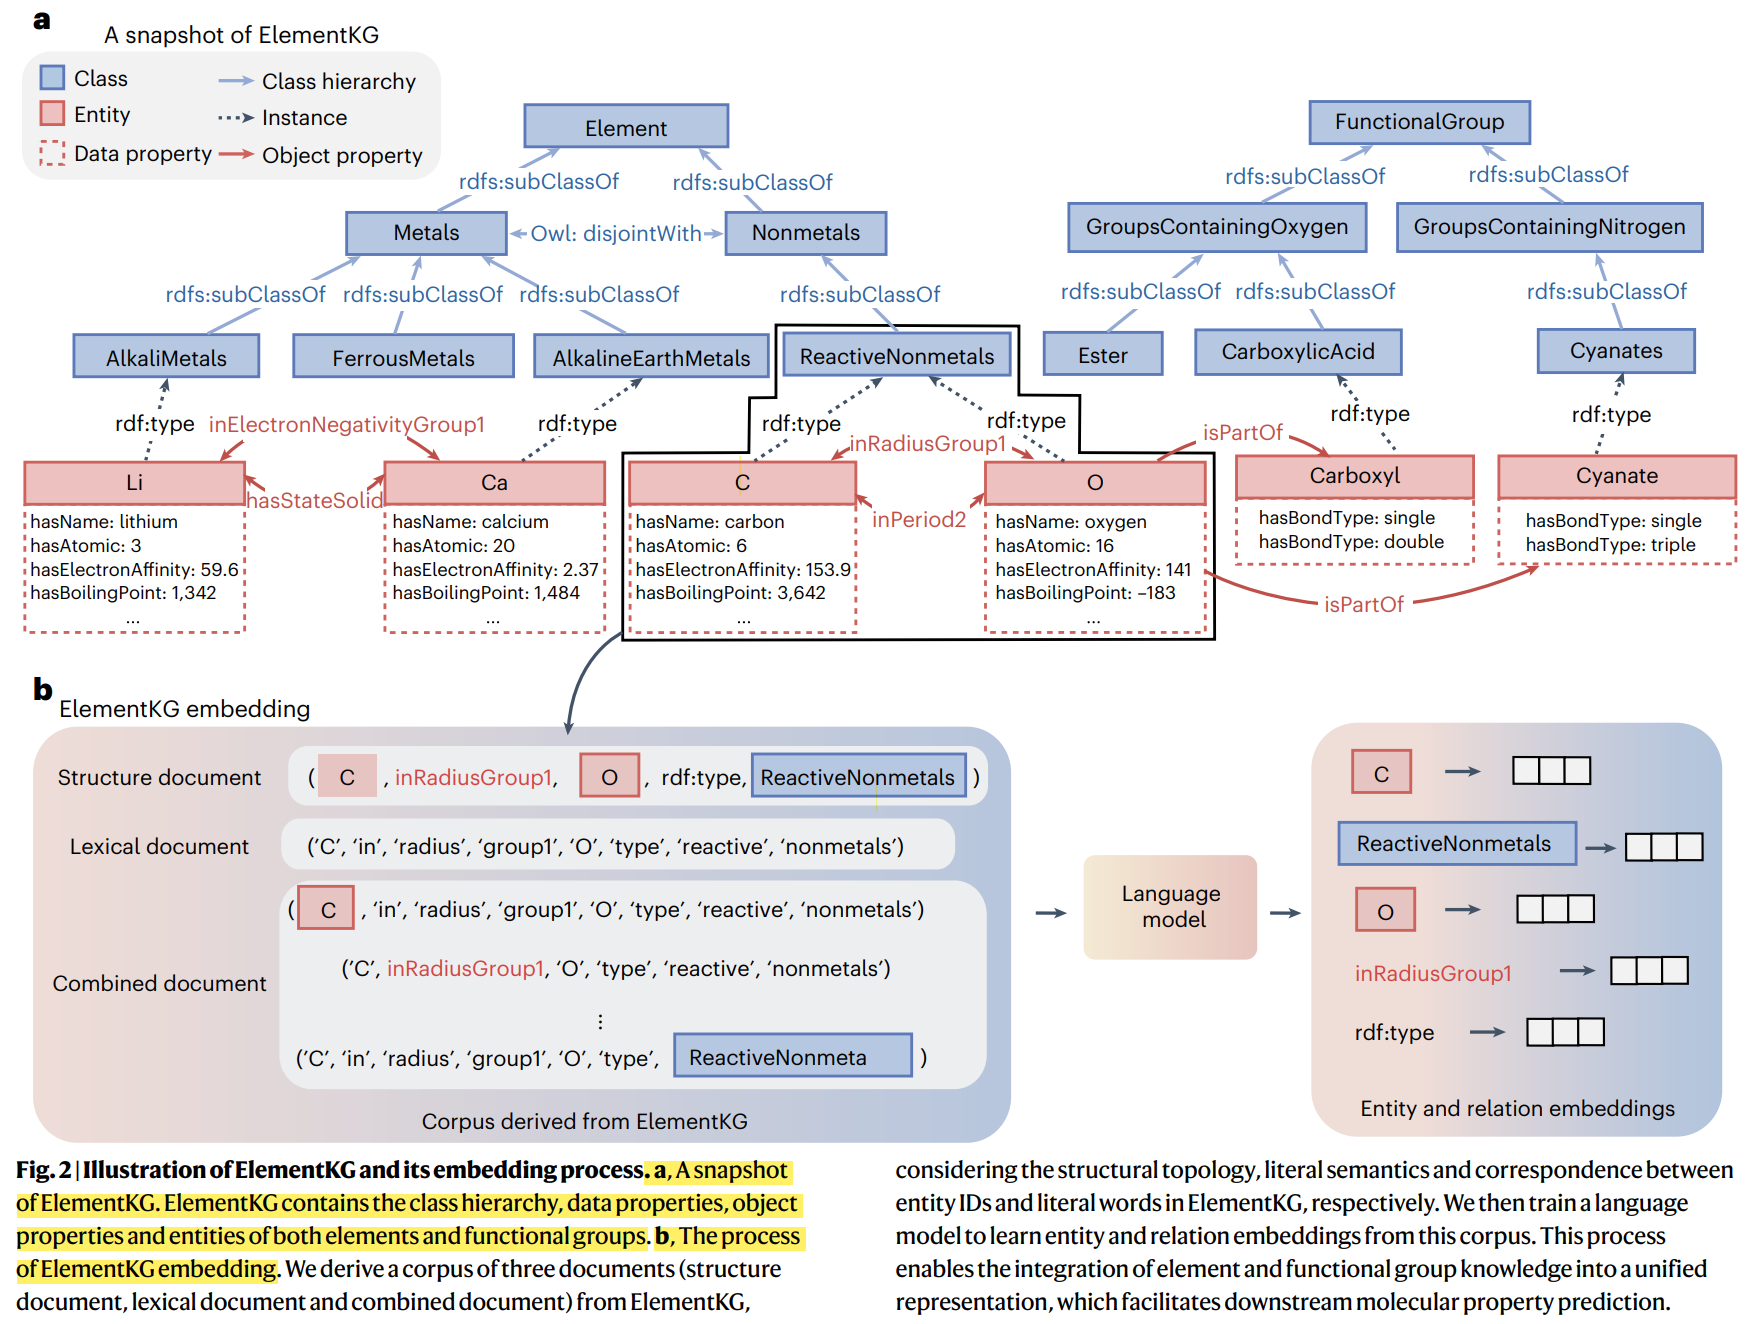 a
A snapshot of ElementKG
Class
Class hierarchy
Entity
Instance
Data property
Object property
Element
FunctionalGroup
rdfs:subClassOf
rdfs:subClassOf
rdfs:subClassOf
rdfs:subClassOf
Metals
Owl: disjointWith
Nonmetals
GroupsContainingOxygen
GroupsContainingNitrogen
rdfs:subClassOf
rdfs:subClassOf
rdfs:subClassOf
rdfs:subClassOf
rdfs:subClassOf
rdfs:subClassOf
rdfs:subClassOf
AlkaliMetals
FerrousMetals
AlkalineEarthMetals
ReactiveNonmetals
Ester
CarboxylicAcid
Cyanates
rdf:type
inElectronNegativityGroup1
rdf:type
rdf:type
rdf:type
inRadiusGroup1
isPartOf
rdf:type
rdf:type
Li
hasStateSolid
Ca
C
inPeriod2
O
Carboxyl
Cyanate
hasName: lithium
hasAtomic: 3
hasElectronAffinity: 59.6
hasBoilingPoint: 1,342
...
hasName: calcium
hasAtomic: 20
hasElectronAffinity: 2.37
hasBoilingPoint: 1,484
...
hasName: carbon
hasAtomic: 6
hasElectronAffinity: 153.9
hasBoilingPoint: 3,642
...
hasName: oxygen
hasAtomic: 16
hasElectronAffinity: 141
hasBoilingPoint: –183
...
hasBondType: single
hasBondType: double
hasBondType: single
hasBondType: triple
isPartOf
b
ElementKG embedding
Structure document
( C , inRadiusGroup1, O , rdf:type, ReactiveNonmetals )
Lexical document
('C', 'in', 'radius', 'group1', 'O', 'type', 'reactive', 'nonmetals')
Combined document
( C , 'in', 'radius', 'group1', 'O', 'type', 'reactive', 'nonmetals')
('C', inRadiusGroup1, 'O', 'type', 'reactive', 'nonmetals')
⋮
('C', 'in', 'radius', 'group1', 'O', 'type', ReactiveNonmeta )
Corpus derived from ElementKG
Language
model
C
ReactiveNonmetals
O
inRadiusGroup1
rdf:type
Entity and relation embeddings
Fig. 2 | Illustration of ElementKG and its embedding process. a, A snapshot
of ElementKG. ElementKG contains the class hierarchy, data properties, object
properties and entities of both elements and functional groups. b, The process
of ElementKG embedding. We derive a corpus of three documents (structure
document, lexical document and combined document) from ElementKG,
considering the structural topology, literal semantics and correspondence between
entity IDs and literal words in ElementKG, respectively. We then train a language
model to learn entity and relation embeddings from this corpus. This process
enables the integration of element and functional group knowledge into a unified
representation, which facilitates downstream molecular property prediction.